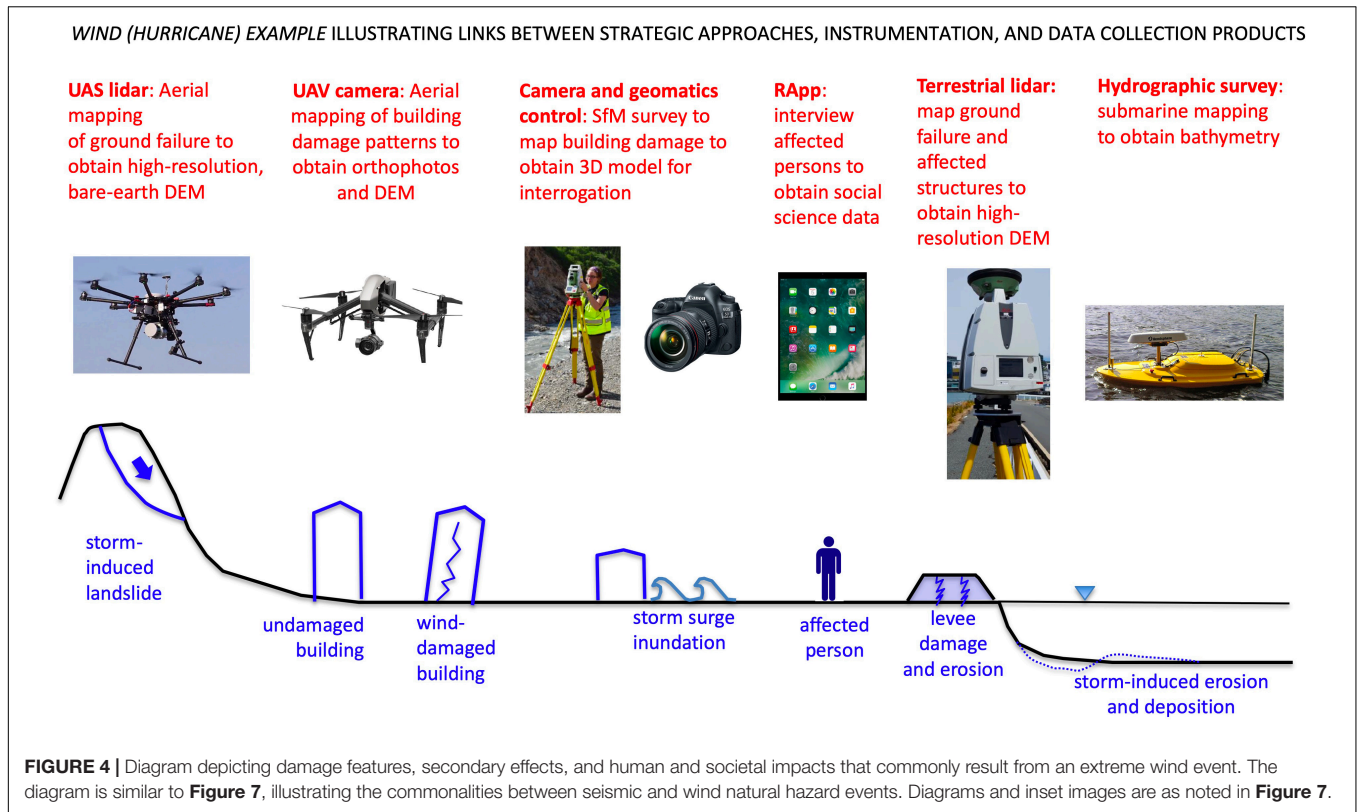 WIND (HURRICANE) EXAMPLE ILLUSTRATING LINKS BETWEEN STRATEGIC APPROACHES, INSTRUMENTATION, AND DATA COLLECTION PRODUCTS
UAS lidar: Aerial
mapping
of ground failure to
obtain high-resolution,
bare-earth DEM
UAV camera: Aerial
mapping of building
damage patterns to
obtain orthophotos
and DEM
Camera and geomatics
control: SfM survey to
map building damage to
obtain 3D model for
interrogation
RApp:
interview
affected
persons to
obtain social
science data
Terrestrial lidar:
map ground
failure and
affected
structures to
obtain high-
resolution DEM
Hydrographic survey:
submarine mapping
to obtain bathymetry
Canon
storm-
induced
landslide
undamaged
building
wind-
damaged
building
storm surge
inundation
affected
person
levee
damage
and erosion
storm-induced erosion
and deposition
FIGURE 4 | Diagram depicting damage features, secondary effects, and human and societal impacts that commonly result from an extreme wind event. The
diagram is similar to Figure 7, illustrating the commonalities between seismic and wind natural hazard events. Diagrams and inset images are as noted in Figure 7.